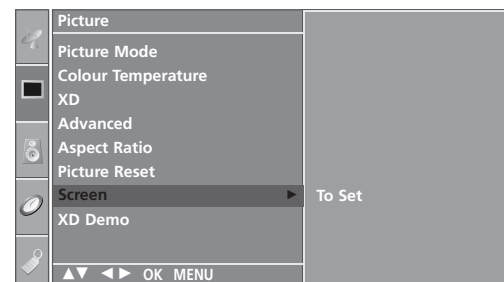 Picture
Picture Mode
Colour Temperature
XD
Advanced
Aspect Ratio
Picture Reset
Screen ► To Set
XD Demo
▲▼ ◄► OK MENU